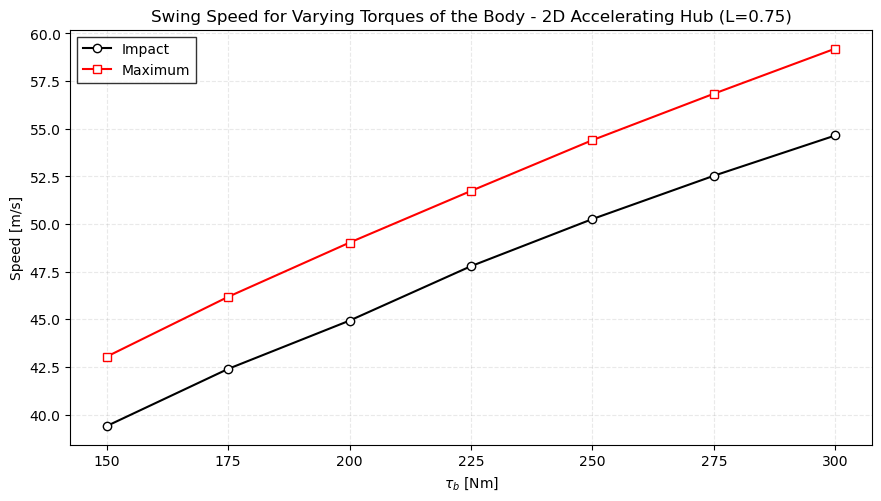 Swing Speed for Varying Torques of the Body - 2D Accelerating Hub (L=0.75)
Impact
Maximum
Speed [m/s]
60.0
57.5
55.0
52.5
50.0
47.5
45.0
42.5
40.0
150 175 200 225 250 275 300
τb [Nm]